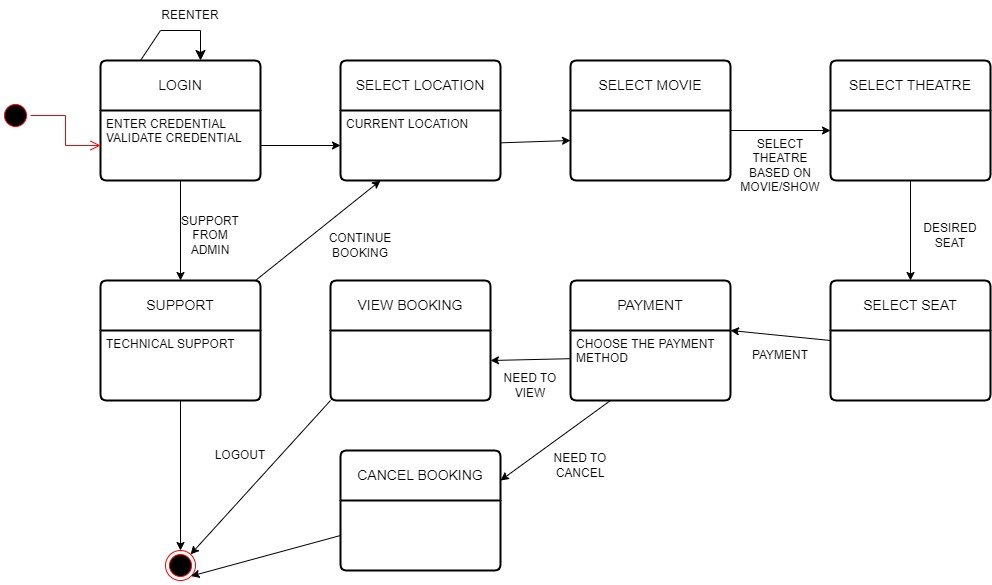 REENTER
LOGIN
ENTER CREDENTIAL
VALIDATE CREDENTIAL
SELECT LOCATION
CURRENT LOCATION
SELECT MOVIE
SELECT
THEATRE
BASED ON
MOVIE/SHOW
SELECT THEATRE
SUPPORT
FROM
ADMIN
CONTINUE
BOOKING
DESIRED
SEAT
SUPPORT
TECHNICAL SUPPORT
VIEW BOOKING
NEED TO
VIEW
PAYMENT
CHOOSE THE PAYMENT
METHOD
PAYMENT
SELECT SEAT
LOGOUT
CANCEL BOOKING
NEED TO
CANCEL